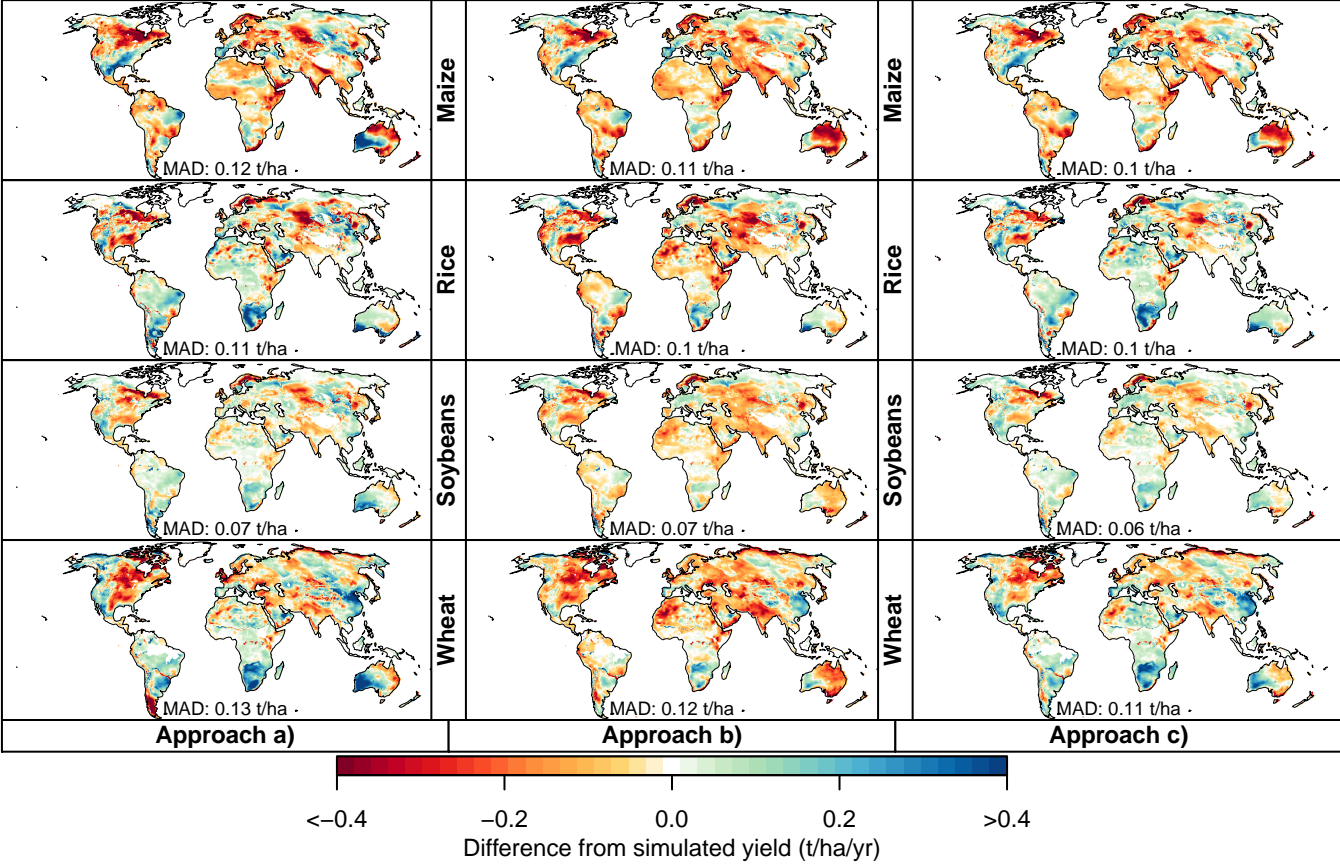 Maize
Maize
MAD: 0.12 t/ha
MAD: 0.11 t/ha
MAD: 0.1 t/ha
Rice
Rice
MAD: 0.11 t/ha
MAD: 0.1 t/ha
MAD: 0.1 t/ha
Soybeans
Soybeans
MAD: 0.07 t/ha
MAD: 0.07 t/ha
MAD: 0.06 t/ha
Wheat
Wheat
MAD: 0.13 t/ha
MAD: 0.12 t/ha
MAD: 0.11 t/ha
Approach a)
Approach b)
Approach c)
<−0.4 −0.2 0.0 0.2 >0.4
Difference from simulated yield (t/ha/yr)